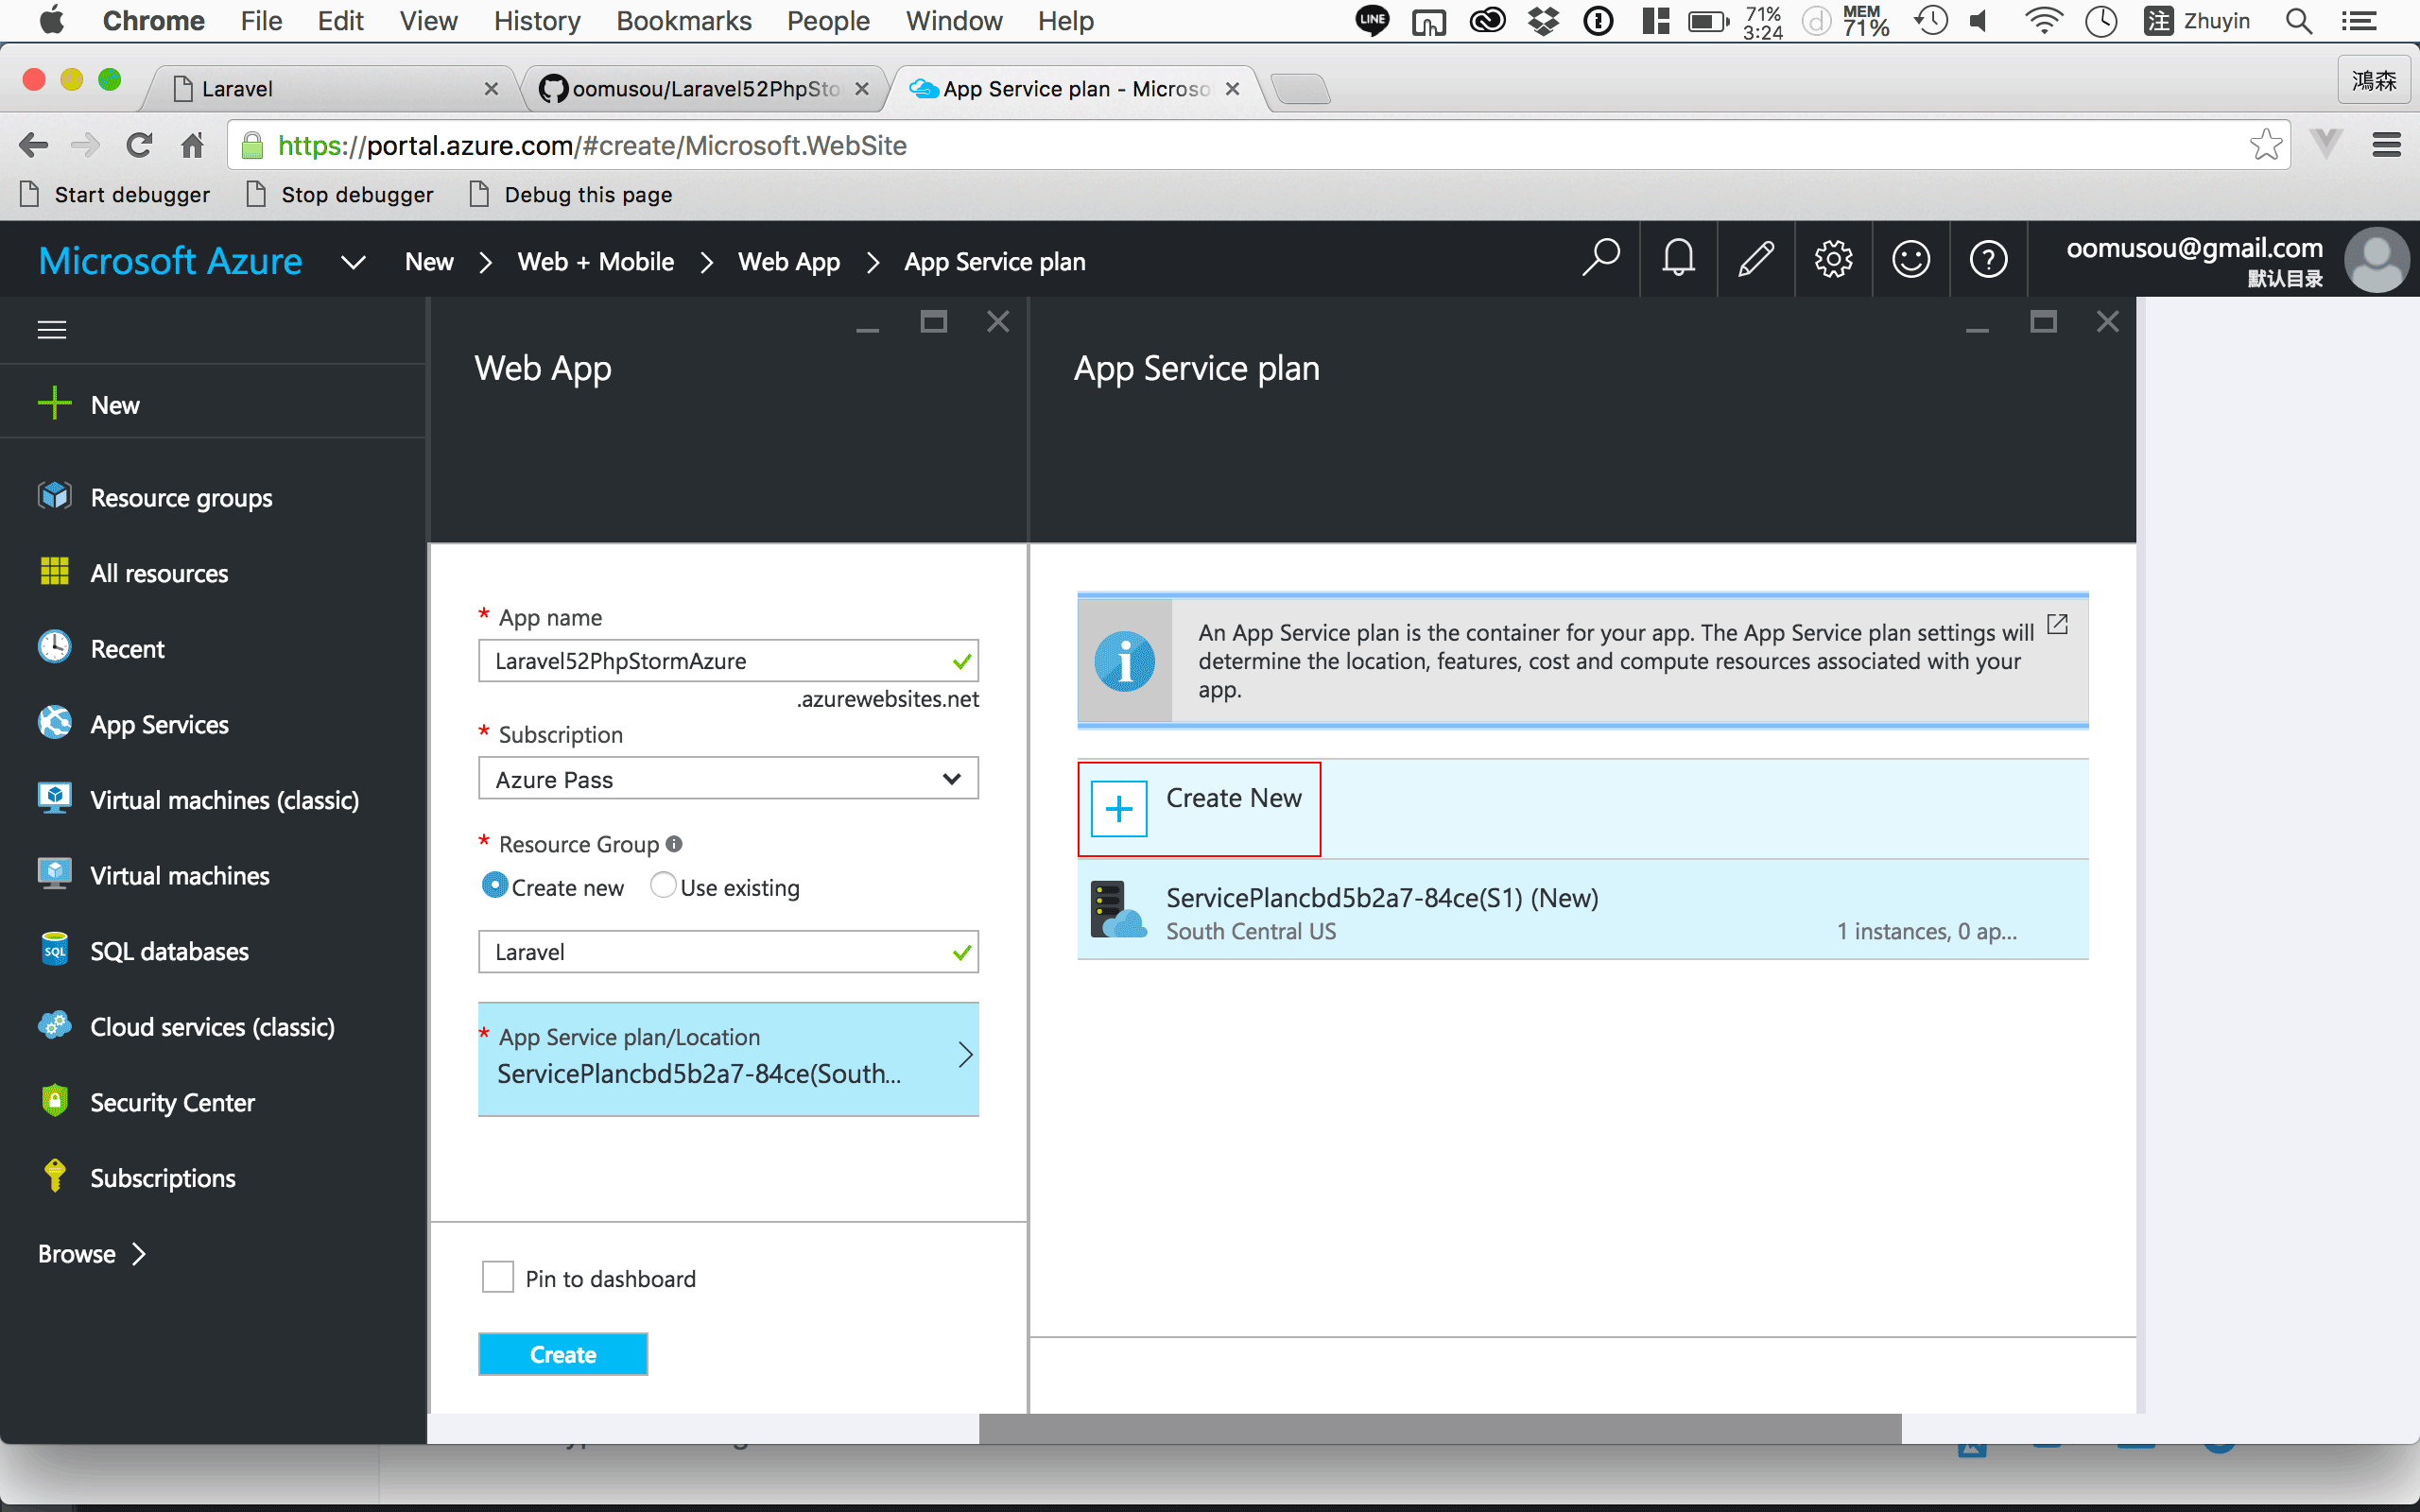 Chrome File Edit View History Bookmarks People Window Help
LINE 71% 3:24 MEM 71% 注 Zhuyin
Laravel
oomusou/Laravel52PhpSto
App Service plan - Microso
鴻森
https://portal.azure.com/#create/Microsoft.WebSite
Start debugger Stop debugger Debug this page
Microsoft Azure New Web + Mobile Web App App Service plan
oomusou@gmail.com
默认目录
New
Resource groups
All resources
Recent
App Services
Virtual machines (classic)
Virtual machines
SQL databases
Cloud services (classic)
Security Center
Subscriptions
Browse
Web App
* App name
Laravel52PhpStormAzure
.azurewebsites.net
* Subscription
Azure Pass
* Resource Group
Create new Use existing
Laravel
* App Service plan/Location
ServicePlancbd5b2a7-84ce(South...
Pin to dashboard
Create
App Service plan
An App Service plan is the container for your app. The App Service plan settings will
determine the location, features, cost and compute resources associated with your
app.
Create New
ServicePlancbd5b2a7-84ce(S1) (New)
South Central US
1 instances, 0 ap...